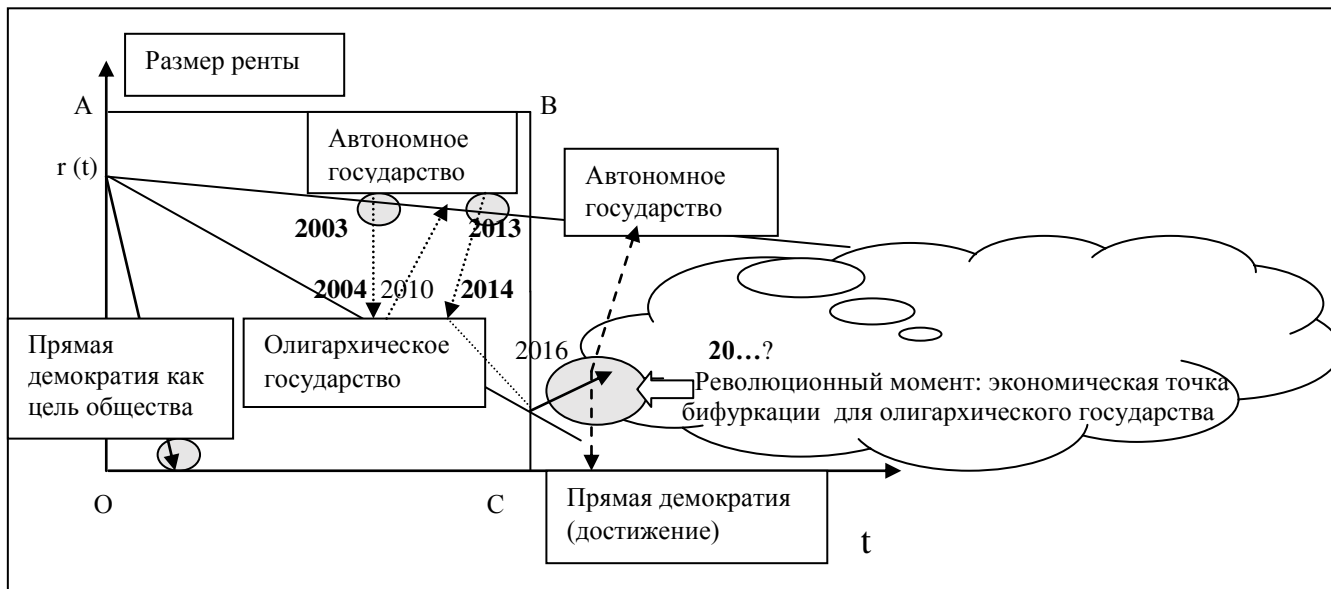 Размер ренты
A
B
Автономное
государство
r (t)
Автономное
государство
2003
2013
2004
2010
2014
Прямая
демократия как
цель общества
Олигархическое
государство
2016
20…?
Революционный момент: экономическая точка
бифуркации для олигархического государства
O
C
Прямая демократия
(достижение)
t